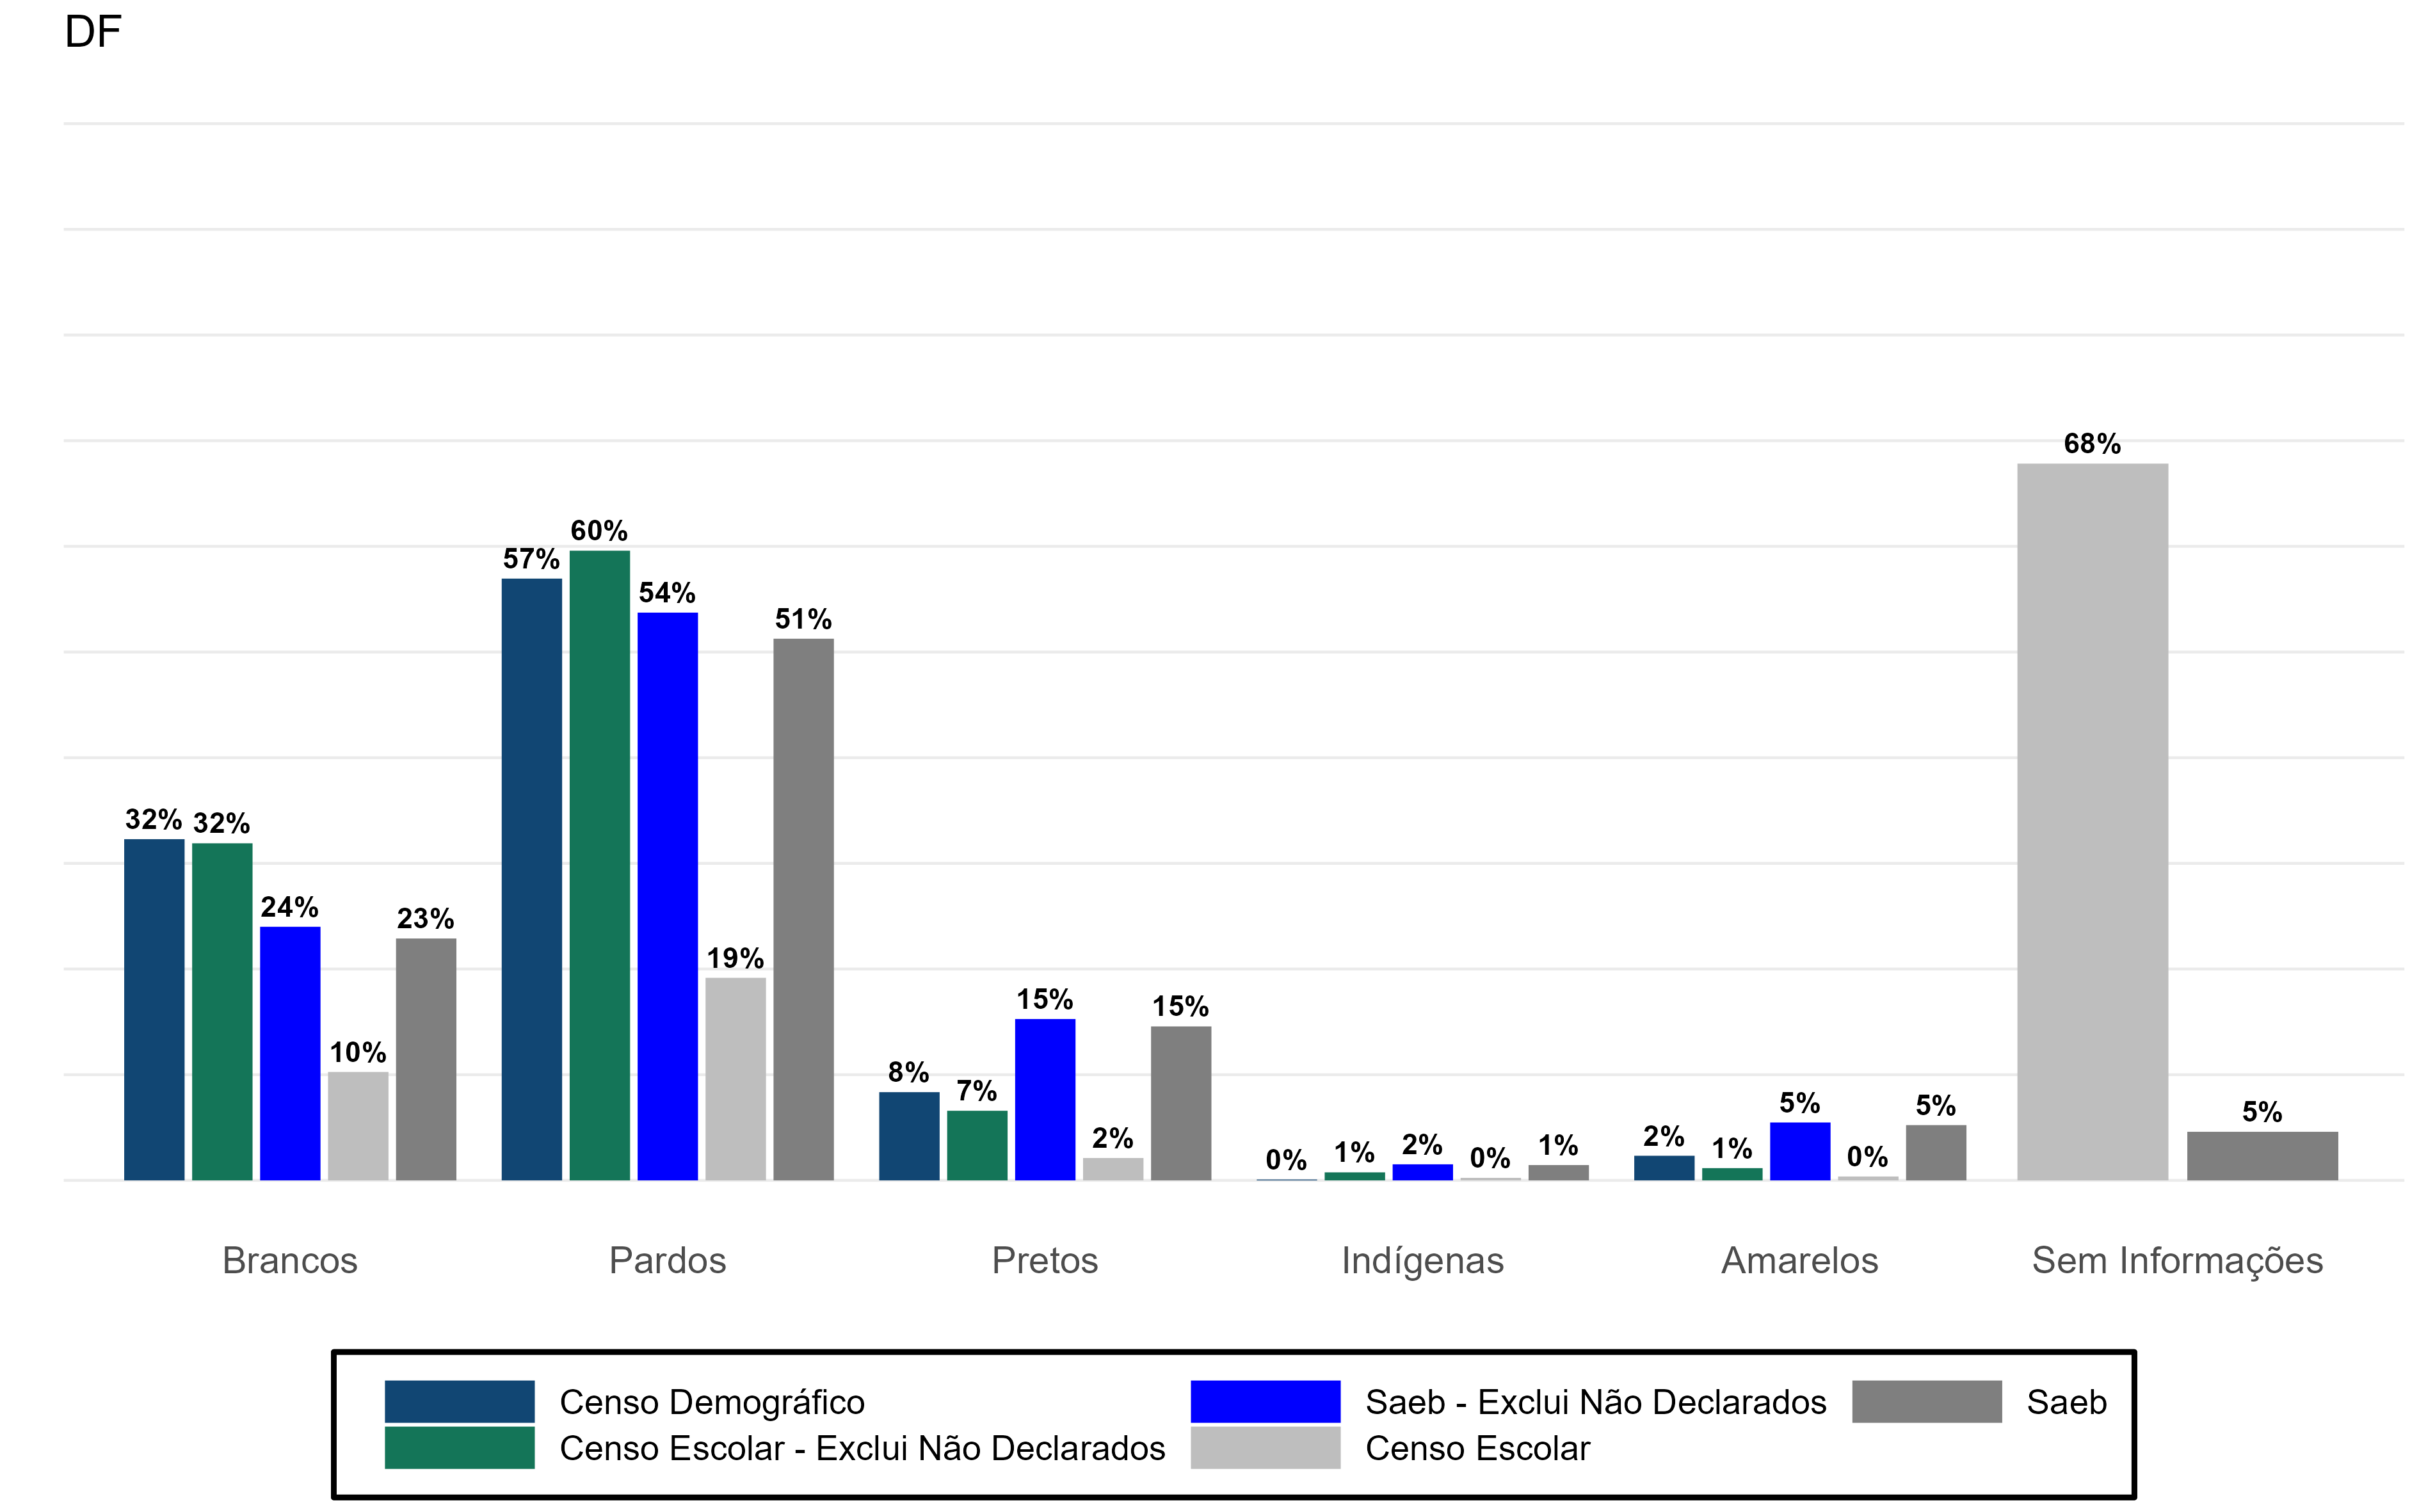 DF
32%
32%
24%
10%
23%
57%
60%
54%
19%
51%
8%
7%
15%
2%
15%
0%
1%
2%
0%
1%
2%
1%
5%
0%
5%
68%
5%
Brancos
Pardos
Pretos
Indígenas
Amarelos
Sem Informações
Censo Demográfico
Saeb - Exclui Não Declarados
Saeb
Censo Escolar - Exclui Não Declarados
Censo Escolar